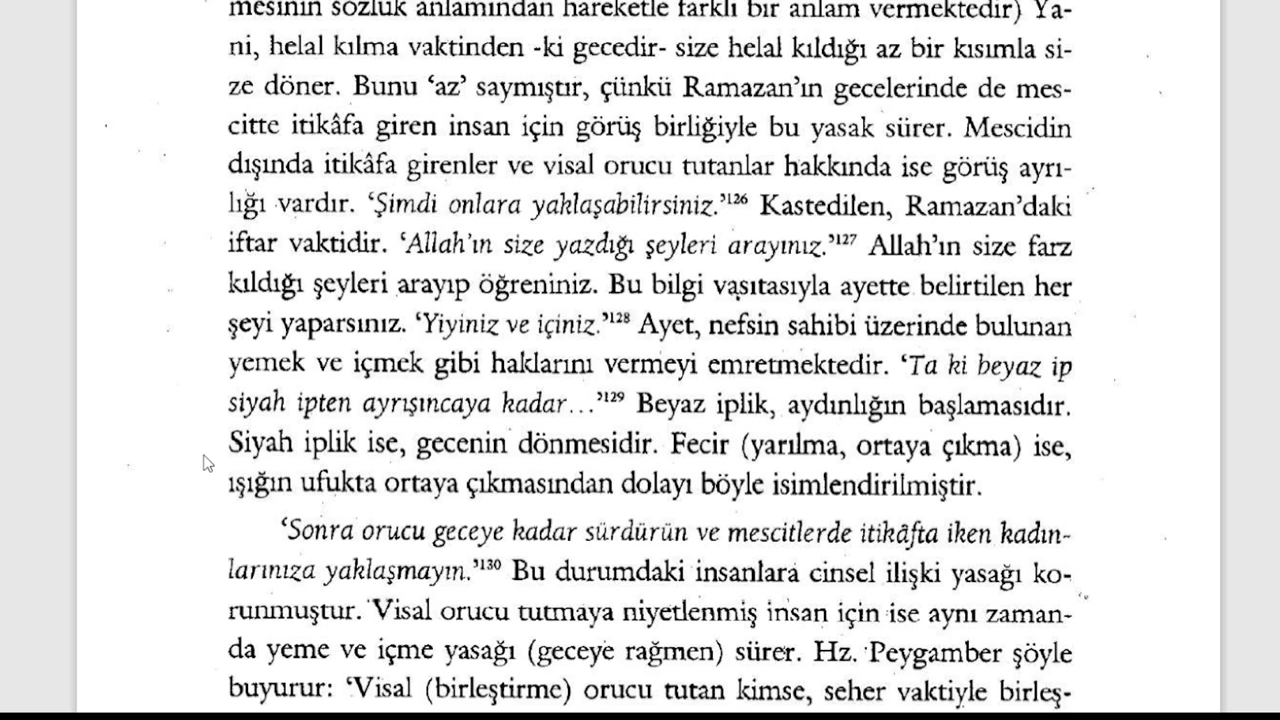 mesinin sözlük anlamından hareketle farklı bir anlam vermektedir) Ya-
ni, helal kılma vaktinden -ki gecedir- size helal kıldığı az bir kısımla si-
ze döner. Bunu ‘az’ saymıştır, çünkü Ramazan’ın gecelerinde de mes-
citte itikâfa giren insan için görüş birliğiyle bu yasak sürer. Mescidin
dışında itikâfa girenler ve visal orucu tutanlar hakkında ise görüş ayrı-
lığı vardır. ‘Şimdi onlara yaklaşabilirsiniz.’126 Kastedilen, Ramazan’daki
iftar vaktidir. ‘Allah’ın size yazdığı şeyleri arayınız.’127 Allah’ın size farz
kıldığı şeyleri arayıp öğreniniz. Bu bilgi vasıtasıyla ayette belirtilen her
şeyi yaparsınız. ‘Yiyiniz ve içiniz.’128 Ayet, nefsin sahibi üzerinde bulunan
yemek ve içmek gibi haklarını vermeyi emretmektedir. ‘Ta ki beyaz ip
siyah ipten ayrışıncaya kadar...’129 Beyaz iplik, aydınlığın başlamasıdır.
Siyah iplik ise, gecenin dönmesidir. Fecir (yarılma, ortaya çıkma) ise,
ışığın ufukta ortaya çıkmasından dolayı böyle isimlendirilmiştir.
‘Sonra orucu geceye kadar sürdürün ve mescitlerde itikâfta iken kadın-
larınıza yaklaşmayın.’130 Bu durumdaki insanlara cinsel ilişki yasağı ko-
runmuştur. Visal orucu tutmaya niyetlenmiş insan için ise aynı zaman-
da yeme ve içme yasağı (geceye rağmen) sürer. Hz. Peygamber şöyle
buyurur: ‘Visal (birleştirme) orucu tutan kimse, seher vaktiyle birleş-